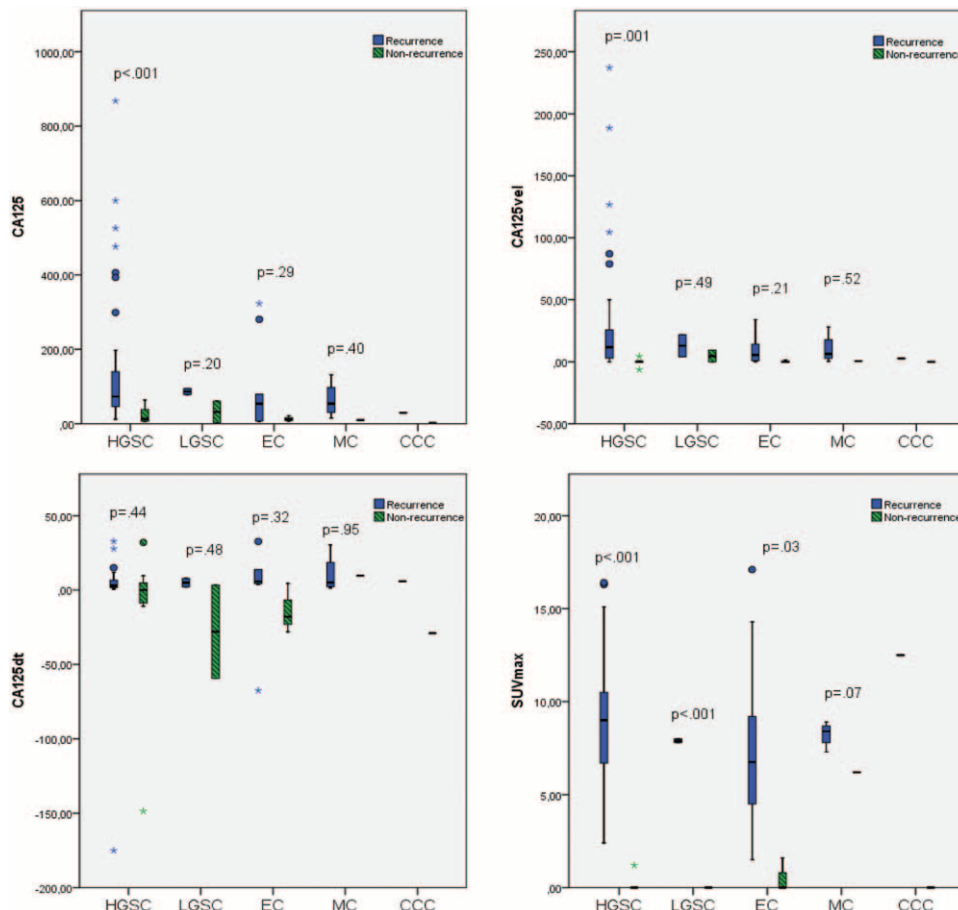 CA125
1000,00
800,00
600,00
400,00
200,00
,00
Recurrence
Non-recurrence
p<.001
p=.20
p=.29
p=.40
HGSC LGSC EC MC CCC
CA125vel
250,00
200,00
150,00
100,00
50,00
,00
-50,00
Recurrence
Non-recurrence
p=.001
p=.49
p=.21
p=.52
HGSC LGSC EC MC CCC
CA125dt
50,00
,00
-50,00
-100,00
-150,00
-200,00
Recurrence
Non-recurrence
p=.44
p=.48
p=.32
p=.95
HGSC LGSC EC MC CCC
SUVmax
20,00
15,00
10,00
5,00
,00
Recurrence
Non-recurrence
p<.001
p<.001
p=.03
p=.07
HGSC LGSC EC MC CCC